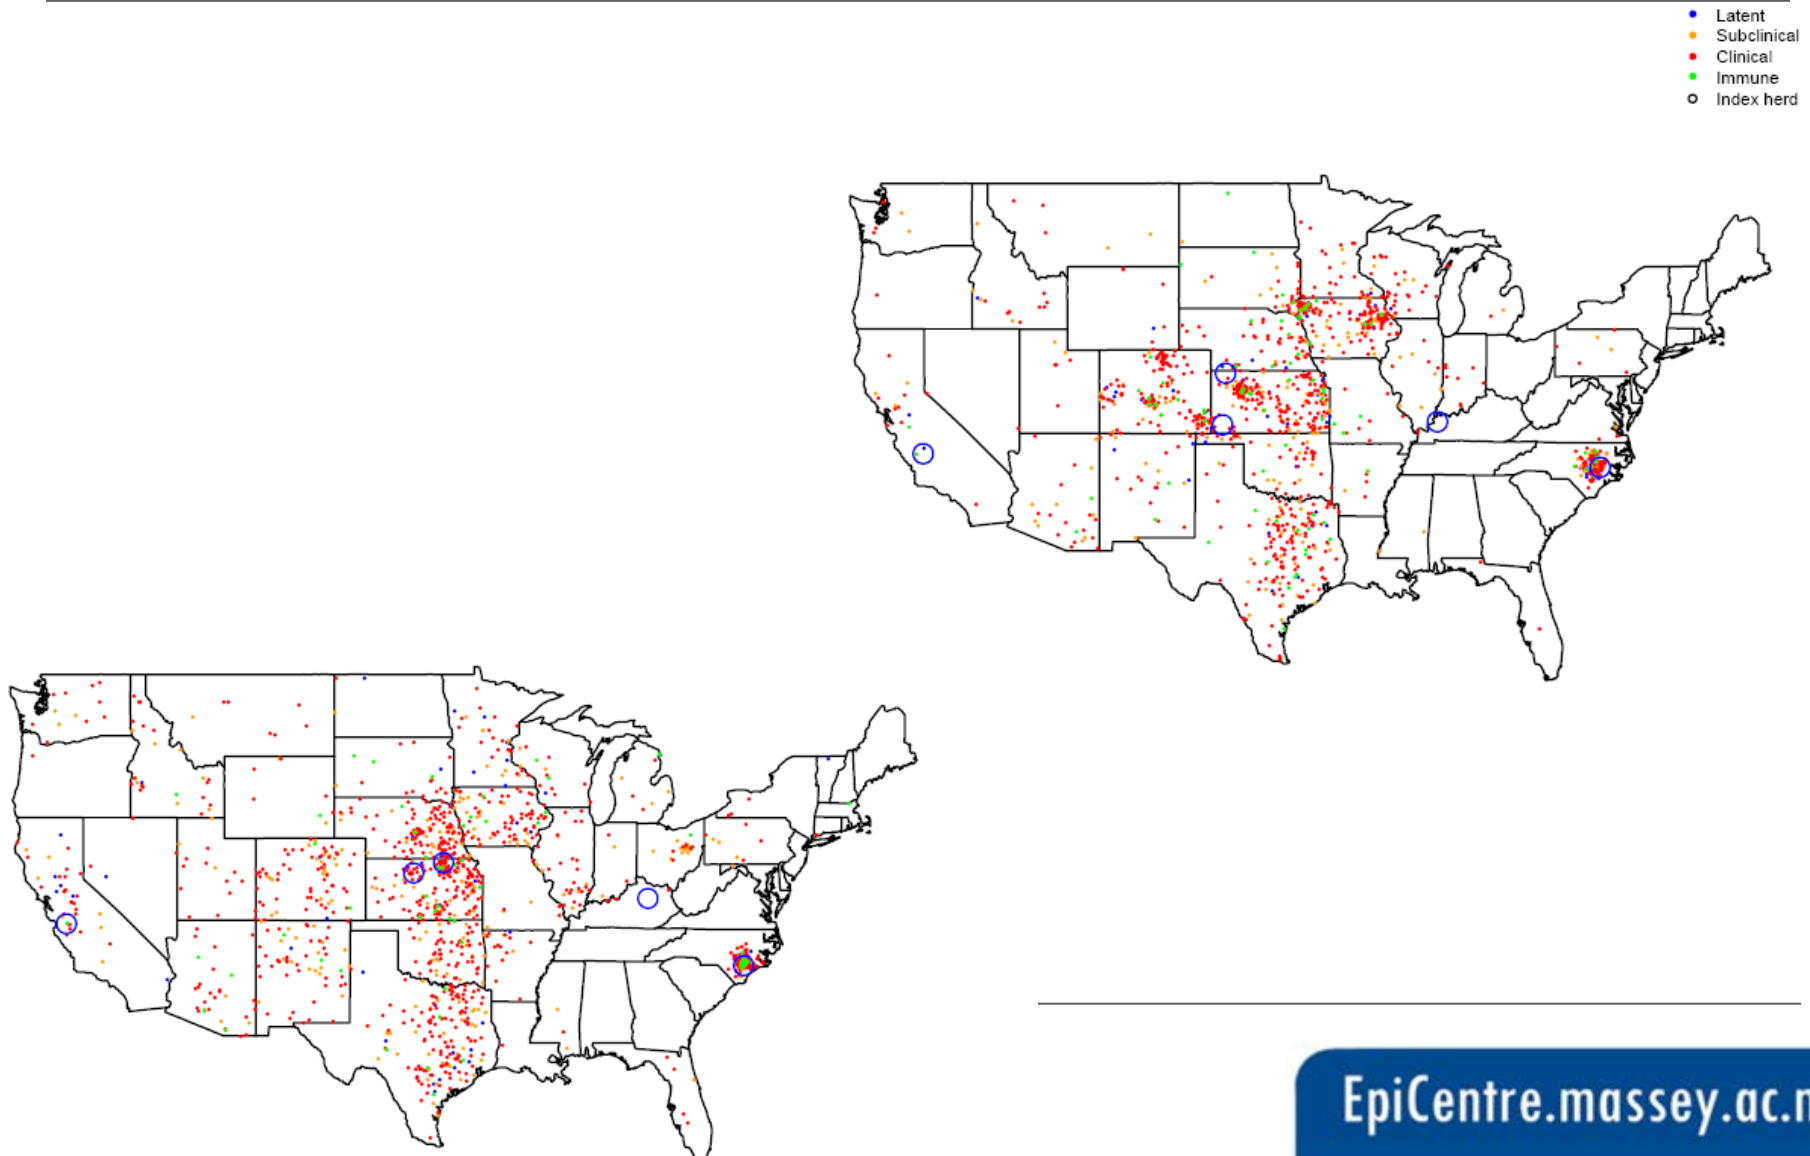 Latent
Subclinical
Clinical
Immune
Index herd
EpiCentre.massey.ac.n